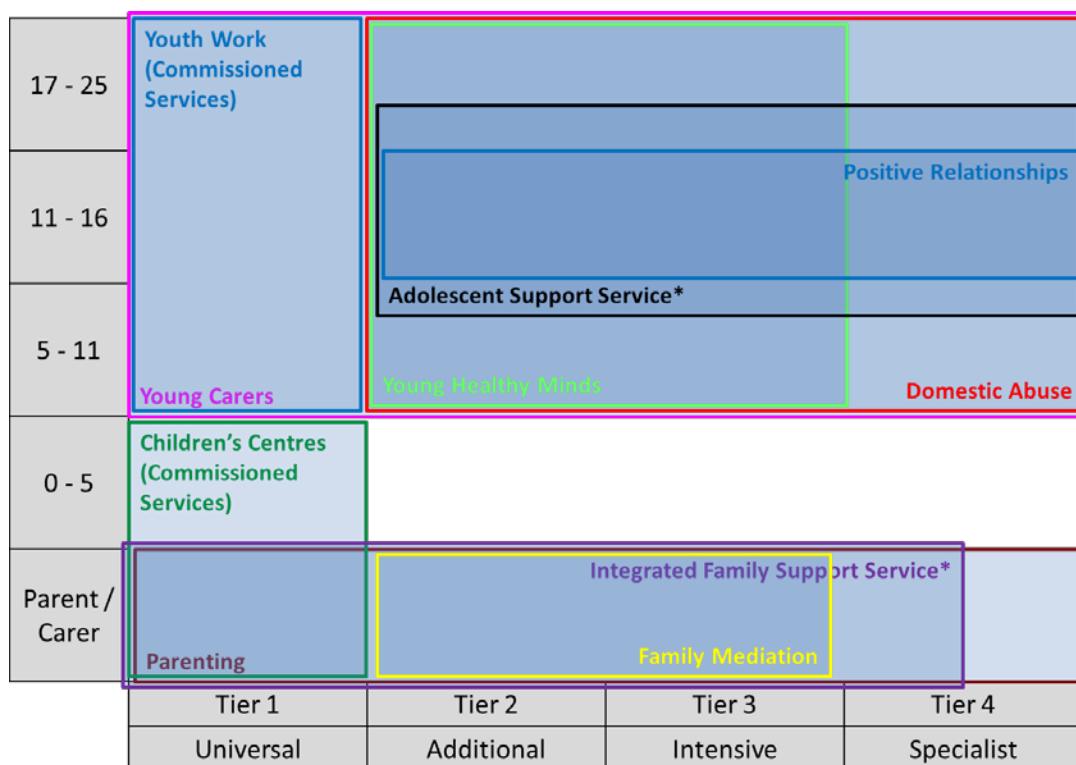 17 - 25
Youth Work
(Commissioned
Services)
Positive Relationships
11 - 16
Adolescent Support Service*
5 - 11
Young Carers
Young Healthy Minds
Domestic Abuse
0 - 5
Children’s Centres
(Commissioned
Services)
Parent /
Carer
Integrated Family Support Service*
Parenting
Family Mediation
Tier 1
Tier 2
Tier 3
Tier 4
Universal
Additional
Intensive
Specialist